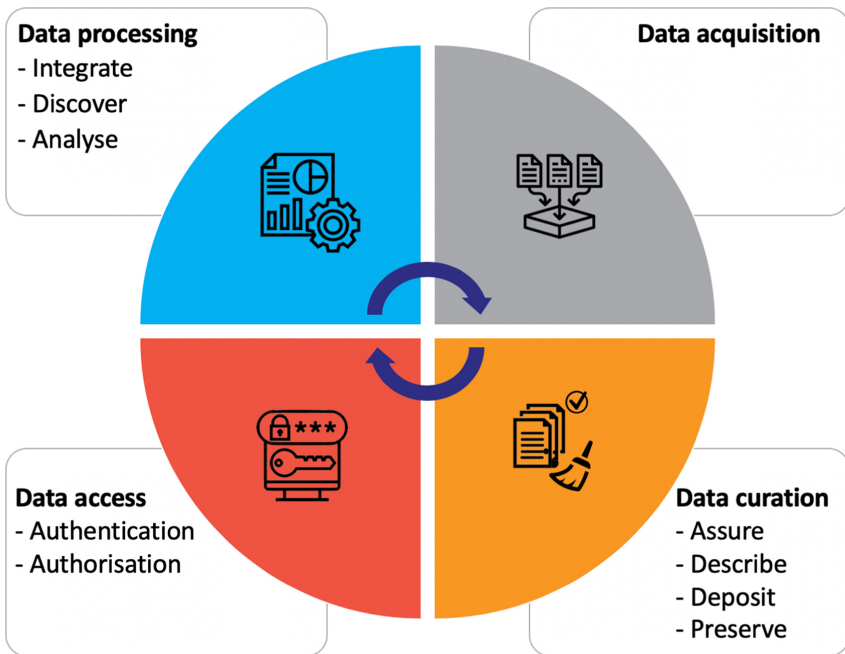 Data processing
- Integrate
- Discover
- Analyse
Data acquisition
***
Data access
- Authentication
- Authorisation
Data curation
- Assure
- Describe
- Deposit
- Preserve